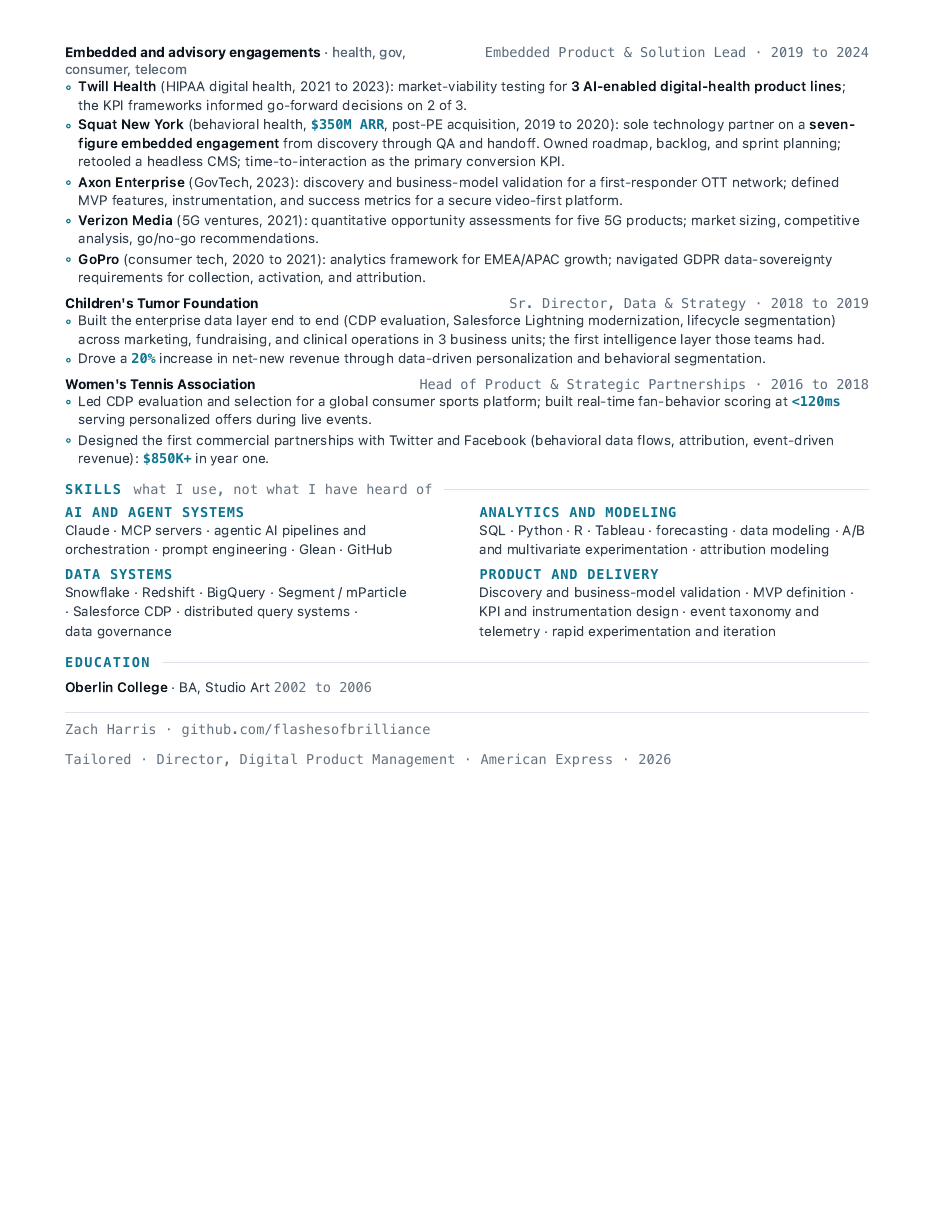 Embedded and advisory engagements · health, gov, Embedded Product & Solution Lead · 2019 to 2024
consumer, telecom
Twill Health (HIPAA digital health, 2021 to 2023): market-viability testing for 3 AI-enabled digital-health product lines;
the KPI frameworks informed go-forward decisions on 2 of 3.
Squat New York (behavioral health, $350M ARR, post-PE acquisition, 2019 to 2020): sole technology partner on a seven-
figure embedded engagement from discovery through QA and handoff. Owned roadmap, backlog, and sprint planning;
retooled a headless CMS; time-to-interaction as the primary conversion KPI.
Axon Enterprise (GovTech, 2023): discovery and business-model validation for a first-responder OTT network; defined
MVP features, instrumentation, and success metrics for a secure video-first platform.
Verizon Media (5G ventures, 2021): quantitative opportunity assessments for five 5G products; market sizing, competitive
analysis, go/no-go recommendations.
GoPro (consumer tech, 2020 to 2021): analytics framework for EMEA/APAC growth; navigated GDPR data-sovereignty
requirements for collection, activation, and attribution.
Children's Tumor Foundation Sr. Director, Data & Strategy · 2018 to 2019
Built the enterprise data layer end to end (CDP evaluation, Salesforce Lightning modernization, lifecycle segmentation)
across marketing, fundraising, and clinical operations in 3 business units; the first intelligence layer those teams had.
Drove a 20% increase in net-new revenue through data-driven personalization and behavioral segmentation.
Women's Tennis Association Head of Product & Strategic Partnerships · 2016 to 2018
Led CDP evaluation and selection for a global consumer sports platform; built real-time fan-behavior scoring at <120ms
serving personalized offers during live events.
Designed the first commercial partnerships with Twitter and Facebook (behavioral data flows, attribution, event-driven
revenue): $850K+ in year one.
SKILLS what I use, not what I have heard of
AI AND AGENT SYSTEMS
Claude · MCP servers · agentic AI pipelines and
orchestration · prompt engineering · Glean · GitHub
ANALYTICS AND MODELING
SQL · Python · R · Tableau · forecasting · data modeling · A/B
and multivariate experimentation · attribution modeling
DATA SYSTEMS
Snowflake · Redshift · BigQuery · Segment / mParticle
· Salesforce CDP · distributed query systems ·
data governance
PRODUCT AND DELIVERY
Discovery and business-model validation · MVP definition ·
KPI and instrumentation design · event taxonomy and
telemetry · rapid experimentation and iteration
EDUCATION
Oberlin College · BA, Studio Art 2002 to 2006
Zach Harris · github.com/flashesofbrilliance
Tailored · Director, Digital Product Management · American Express · 2026